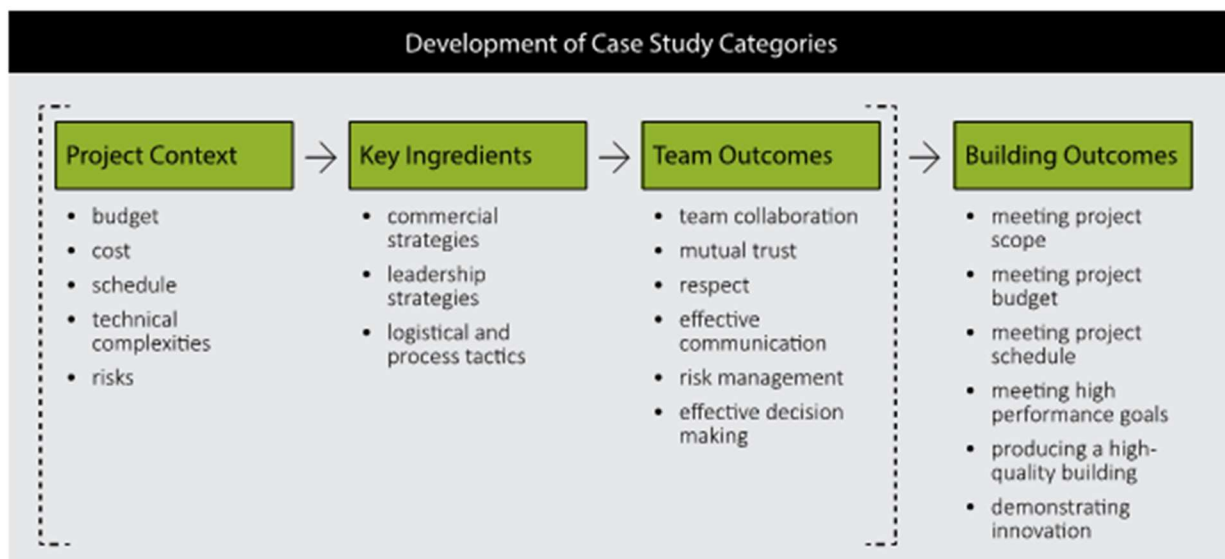 Development of Case Study Categories
Project Context
• budget
• cost
• schedule
• technical
complexities
• risks
Key Ingredients
• commercial
strategies
• leadership
strategies
• logistical and
process tactics
Team Outcomes
• team collaboration
• mutual trust
• respect
• effective
communication
• risk management
• effective decision
making
Building Outcomes
• meeting project
scope
• meeting project
budget
• meeting project
schedule
• meeting high
performance goals
• producing a high-
quality building
• demonstrating
innovation